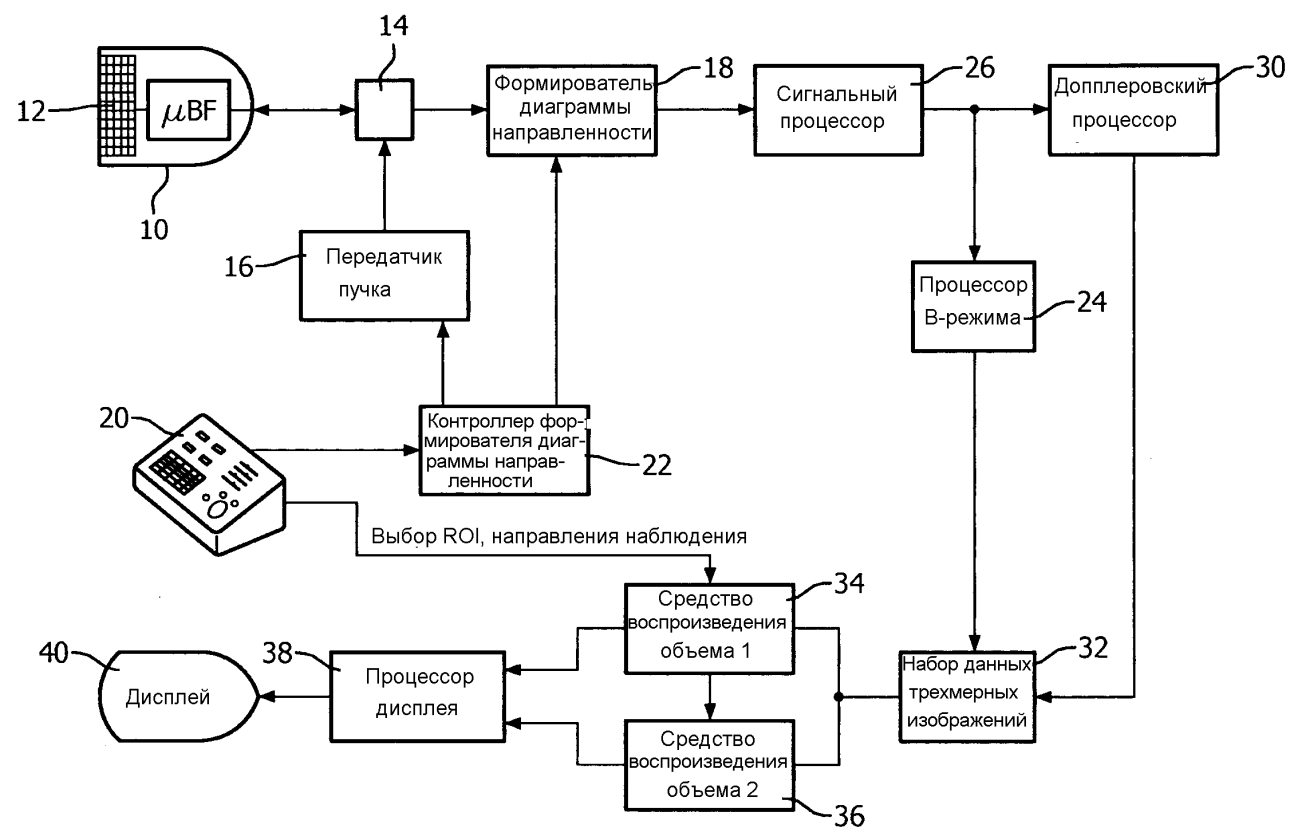 14
12
μBF
10
Формирователь
диаграммы
направленности
18
Сигнальный
процессор
26
Допплеровский
процессор
30
16
Передатчик
пучка
Процессор
В-режима
24
20
Контроллер фор-
мирователя диаг-
раммы направ-
ленности
22
Выбор ROI, направления наблюдения
Средство
воспроизведения
объема 1
34
40
Дисплей
38
Процессор
дисплея
Набор данных
трехмерных
изображений
32
Средство
воспроизведения
объема 2
36